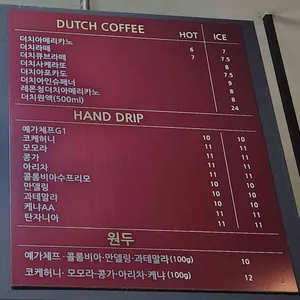 DUTCH COFFEE HOT ICE
더치아메리카노 6 7
더치라떼 7 7.5
더치큐브라떼 8
더치사케라또 7.5
더치아포카도 9
더치아인슈페너 8
레몬청더치아메리카노 8
더치원액(500ml) 24
HAND DRIP
예가체프G1 10 10
코케허니 11 11
모모라 11 11
콩가 11 11
아리차 11 11
콜롬비아수프리모 10 10
만델링 10 10
과테말라 10 10
케냐AA 11 11
탄자니아 11 11
원두
예가체프·콜롬비아·만델링·과테말라(100g) 10
코케허니·모모라·콩가·아리차·케냐(100g) 12